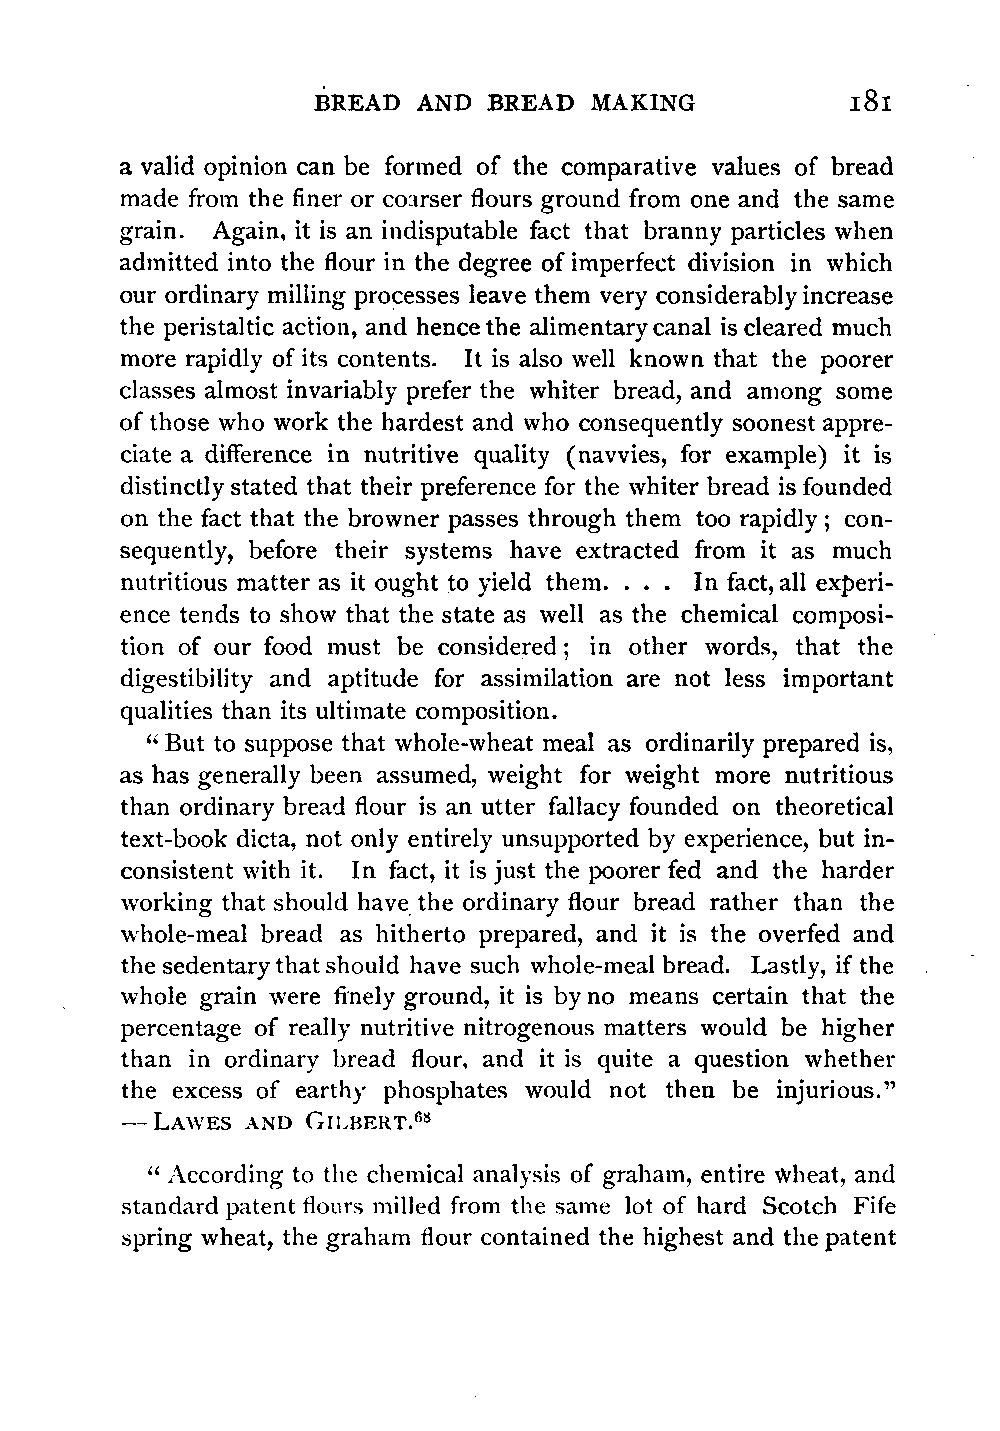 BREAD AND BREAD MAKING 181
a valid opinion can be formed of the comparative values of bread
made from the finer or coarser flours ground from one and the same
grain. Again, it is an indisputable fact that branny particles when
admitted into the flour in the degree of imperfect division in which
our ordinary milling processes leave them very considerably increase
the peristaltic action, and hence the alimentary canal is cleared much
more rapidly of its contents. It is also well known that the poorer
classes almost invariably prefer the whiter bread, and among some
of those who work the hardest and who consequently soonest appre-
ciate a difference in nutritive quality (navvies, for example) it is
distinctly stated that their preference for the whiter bread is founded
on the fact that the browner passes through them too rapidly; con-
sequently, before their systems have extracted from it as much
nutritious matter as it ought to yield them. . . . In fact, all experi-
ence tends to show that the state as well as the chemical composi-
tion of our food must be considered; in other words, that the
digestibility and aptitude for assimilation are not less important
qualities than its ultimate composition.
"But to suppose that whole-wheat meal as ordinarily prepared is,
as has generally been assumed, weight for weight more nutritious
than ordinary bread flour is an utter fallacy founded on theoretical
text-book dicta, not only entirely unsupported by experience, but in-
consistent with it. In fact, it is just the poorer fed and the harder
working that should have the ordinary flour bread rather than the
whole-meal bread as hitherto prepared, and it is the overfed and
the sedentary that should have such whole-meal bread. Lastly, if the
whole grain were finely ground, it is by no means certain that the
percentage of really nutritive nitrogenous matters would be higher
than in ordinary bread flour, and it is quite a question whether
the excess of earthy phosphates would not then be injurious."
— LAWES AND GILBERT.⁶⁸
"According to the chemical analysis of graham, entire wheat, and
standard patent flours milled from the same lot of hard Scotch Fife
spring wheat, the graham flour contained the highest and the patent